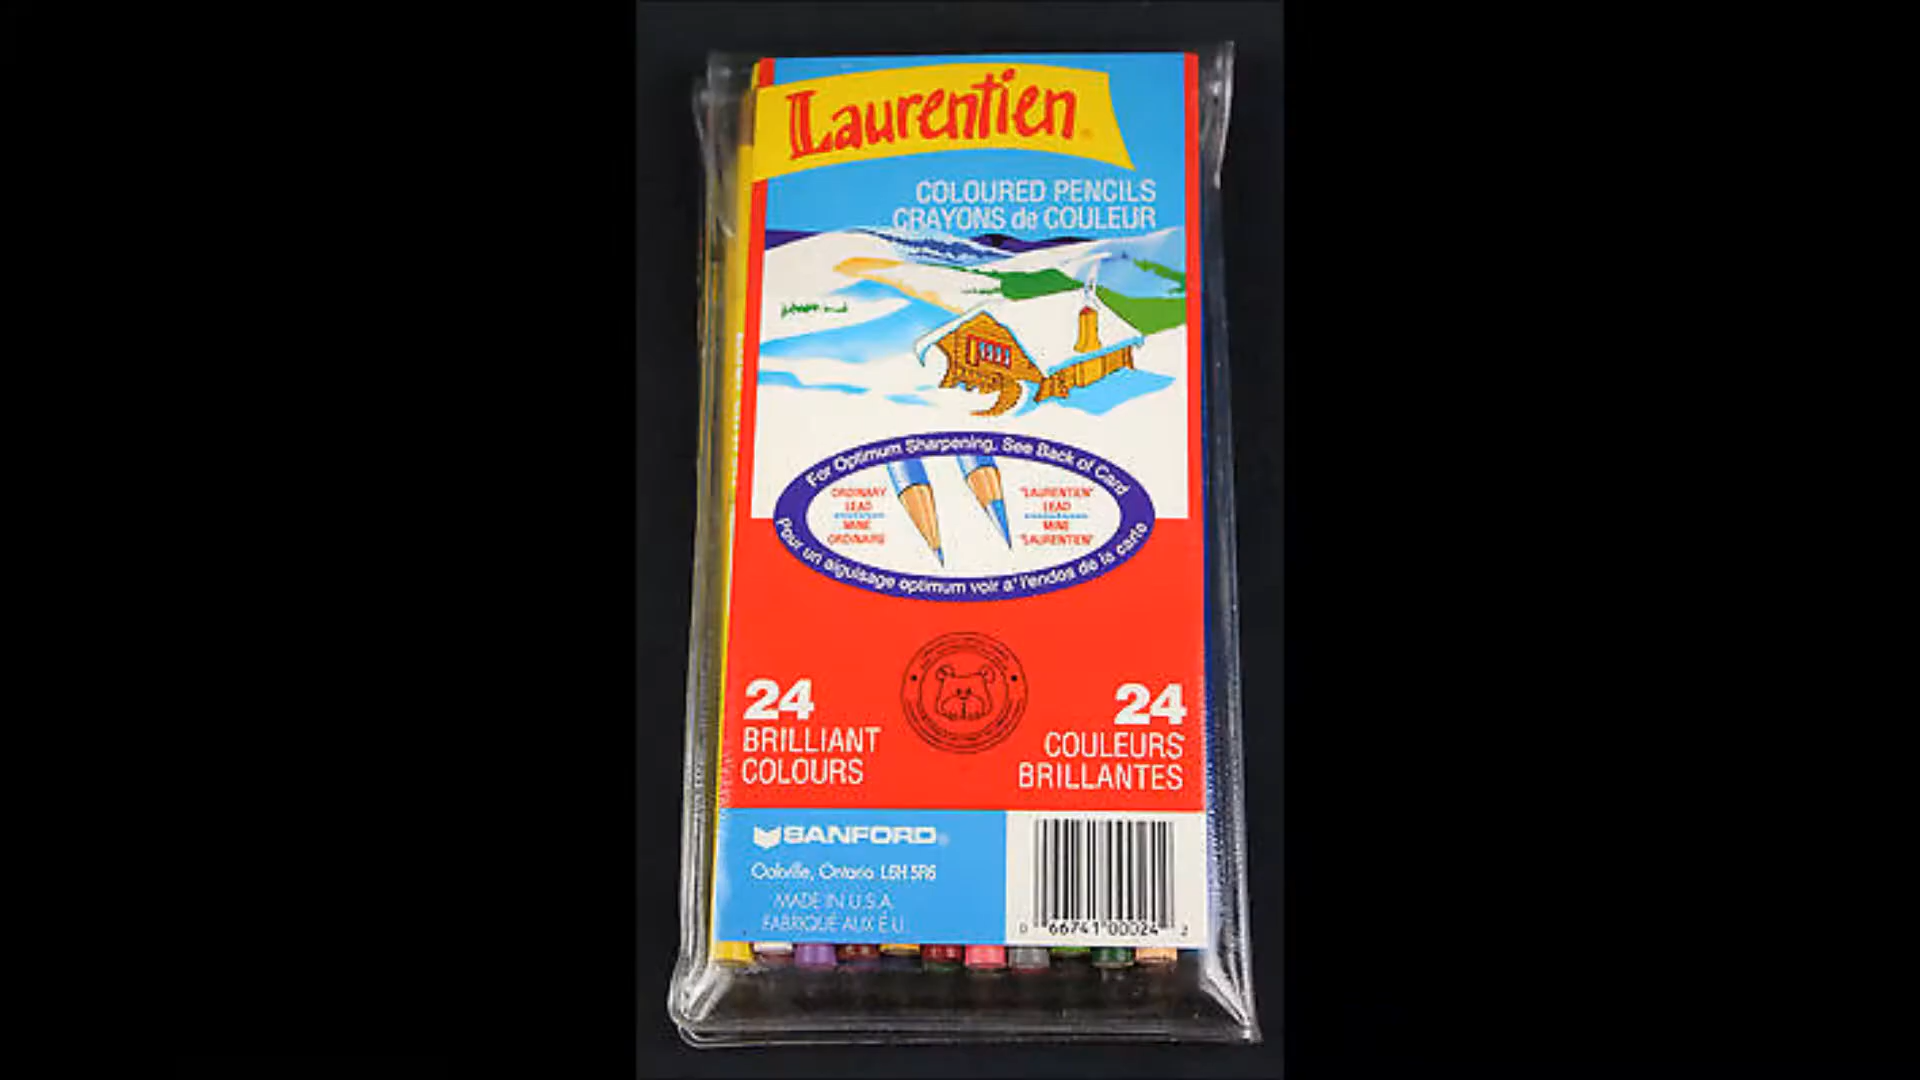 Laurentien
COLOURED PENCILS
CRAYONS de COULEUR
For Optimum Sharpening, See Back of Card
ORDINARY
LEAD
MINE
ORDINAIRE
"LAURENTIEN"
LEAD
MINE
"LAURENTIEN"
Pour un aiguisage optimum voir a' l'endos de la carte
24
BRILLIANT
COLOURS
24
COULEURS
BRILLANTES
SANFORD
Oakville, Ontario L6H 5R6
MADE IN U.S.A.
FABRIQUÉ AUX É.U.
0 66741 00024 2